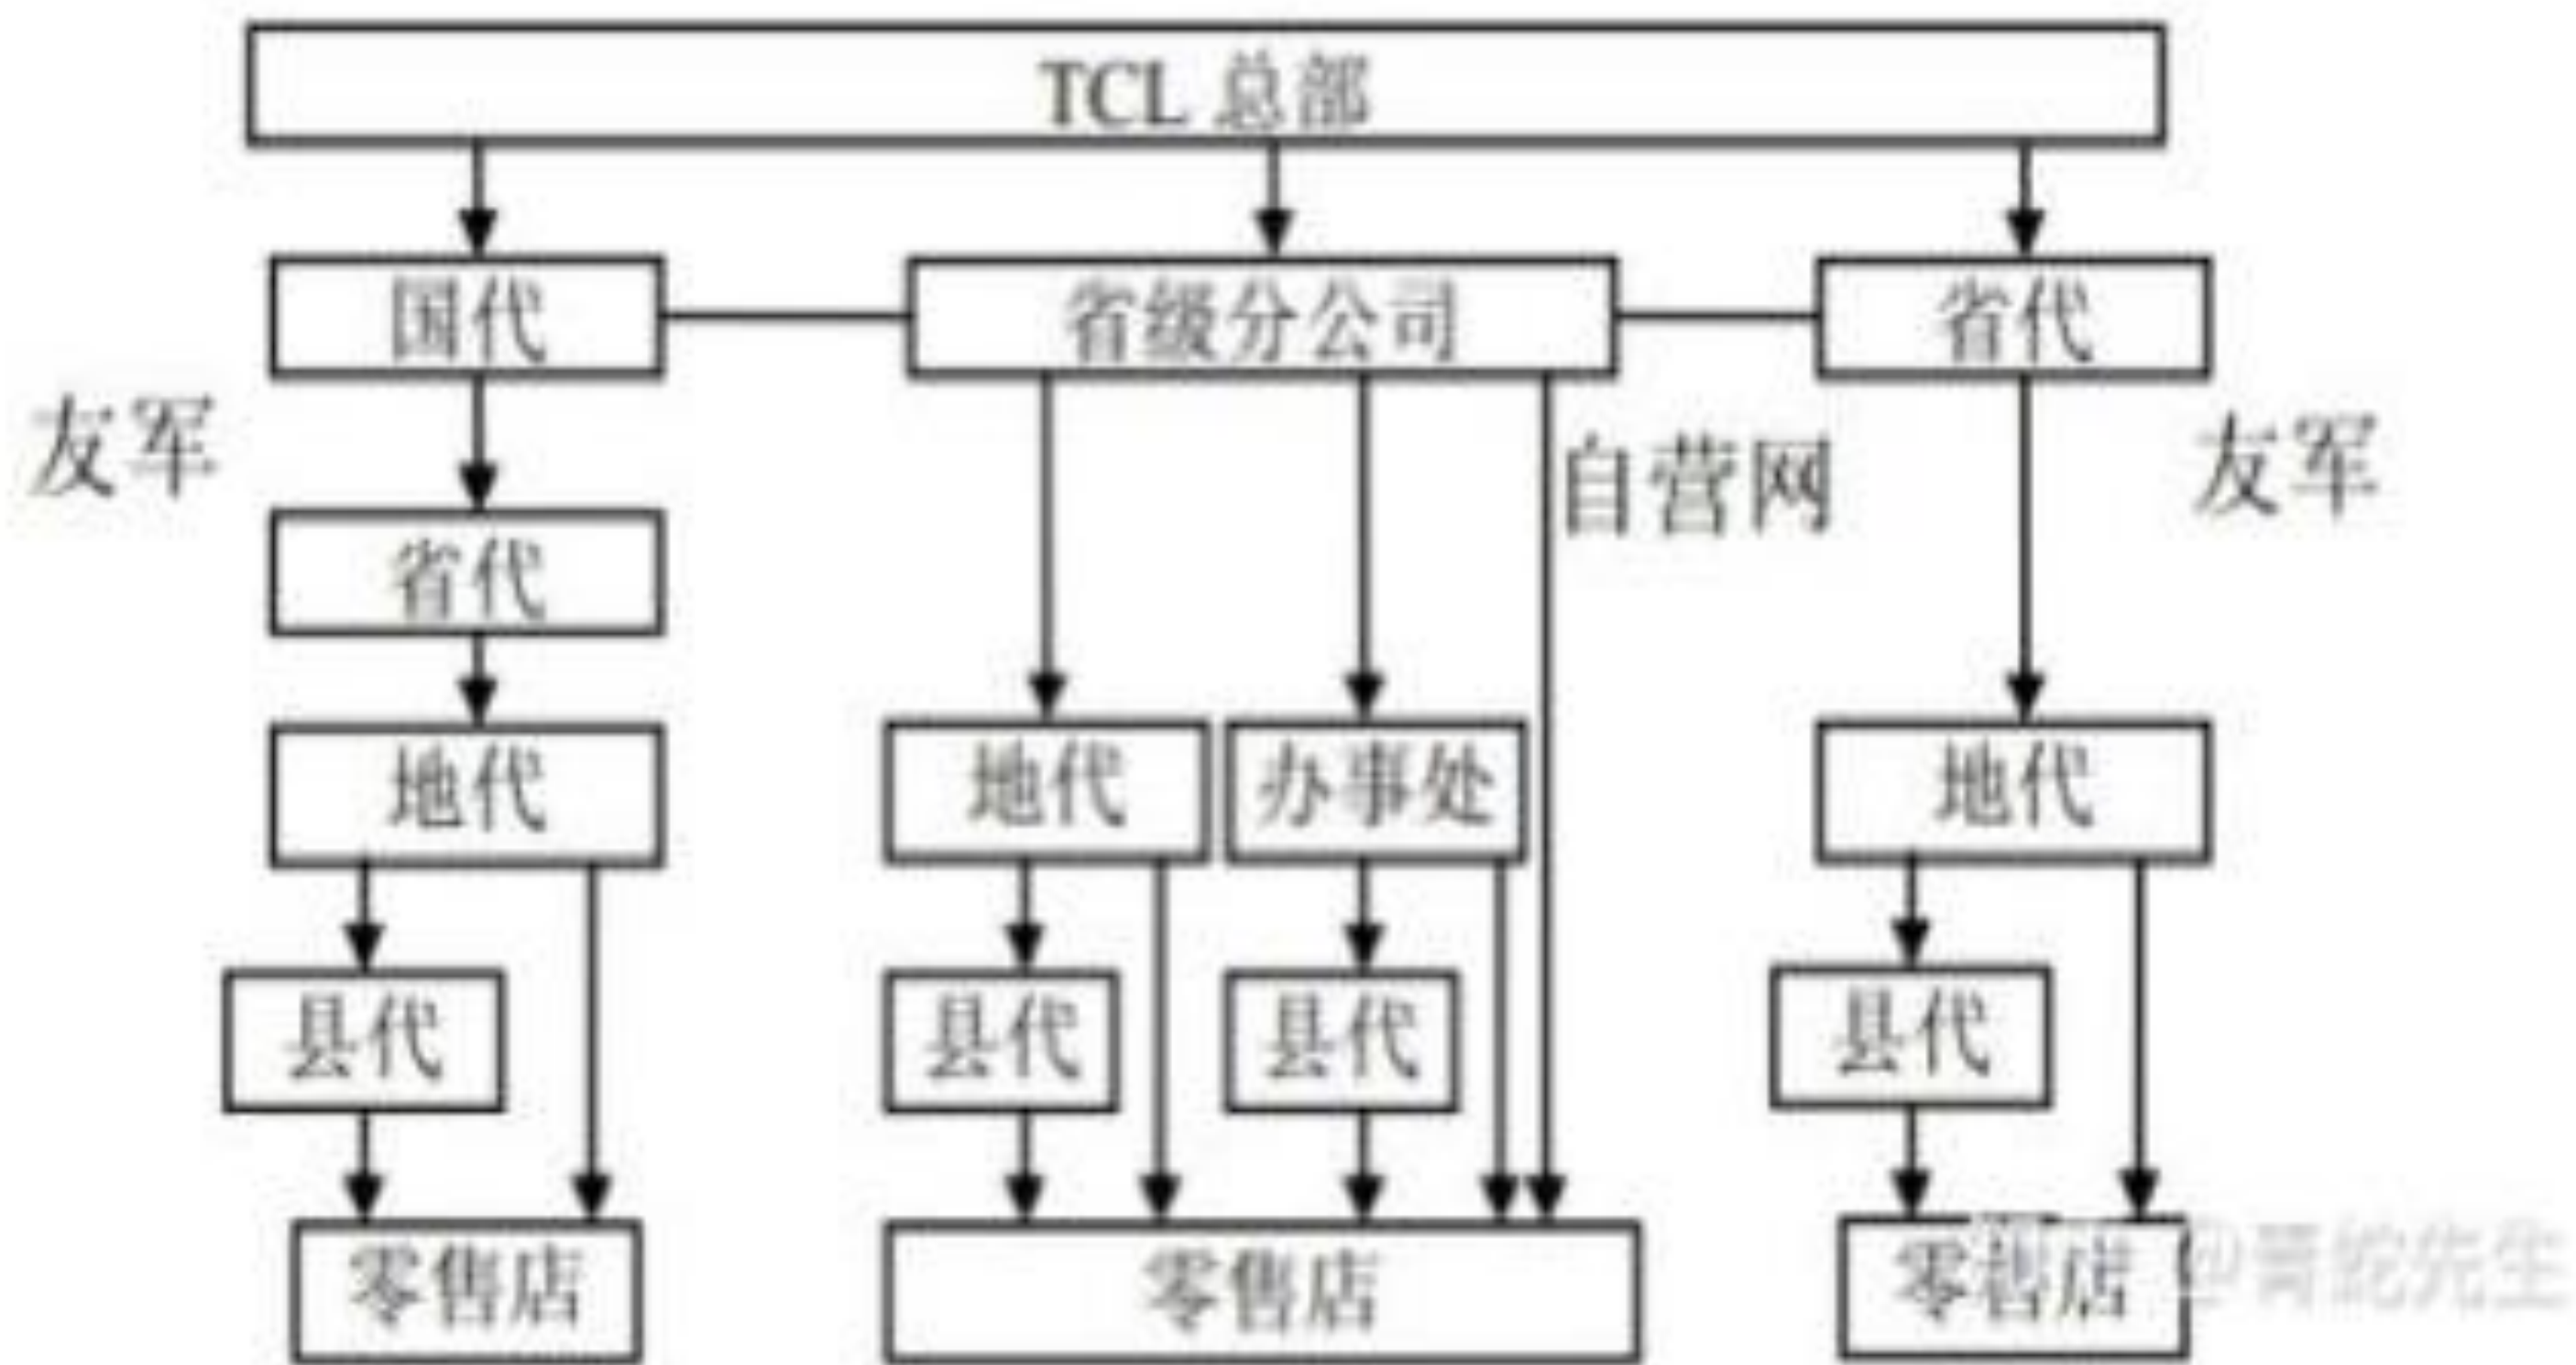 TCL 总部
国代
省级分公司
省代
友军
自营网
友军
省代
地代
地代
办事处
地代
县代
县代
县代
县代
零售店
零售店
零售店
@青蛇先生